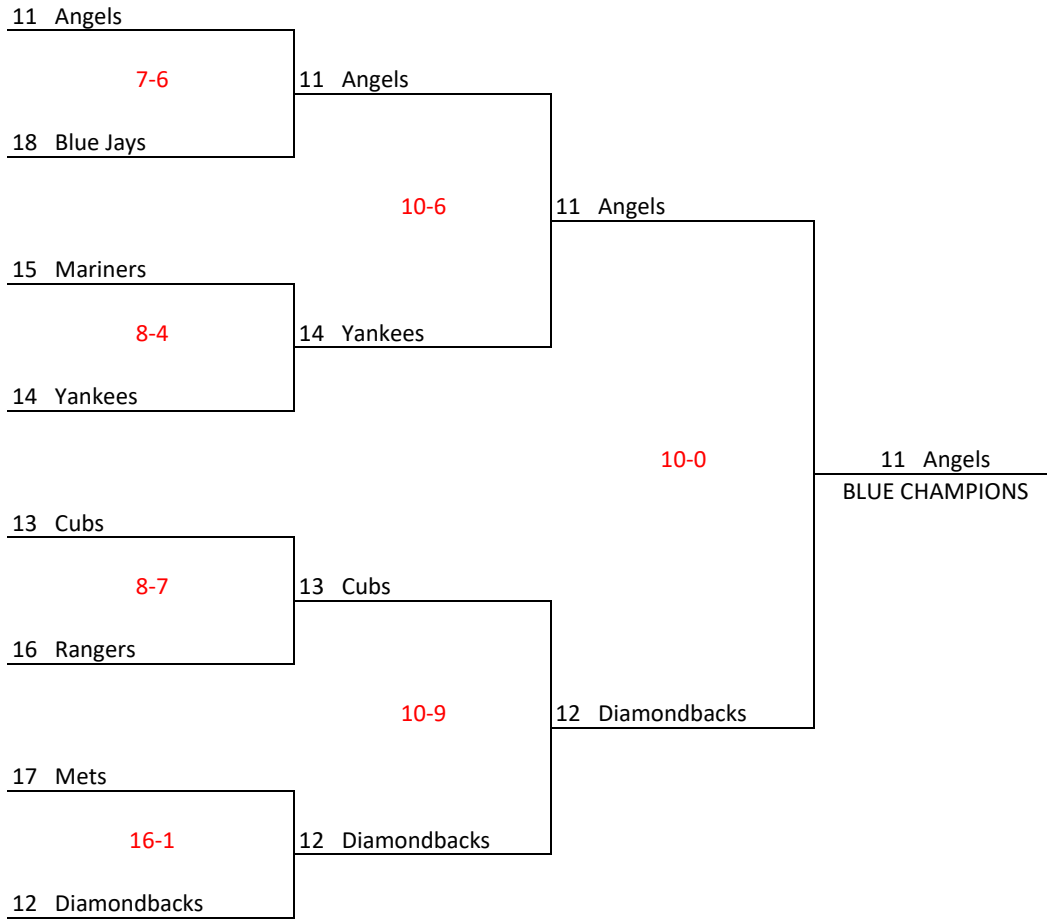 11 Angels
7-6
11 Angels
18 Blue Jays
10-6
11 Angels
15 Mariners
8-4
14 Yankees
14 Yankees
10-0
11 Angels
BLUE CHAMPIONS
13 Cubs
8-7
13 Cubs
16 Rangers
10-9
12 Diamondbacks
17 Mets
16-1
12 Diamondbacks
12 Diamondbacks